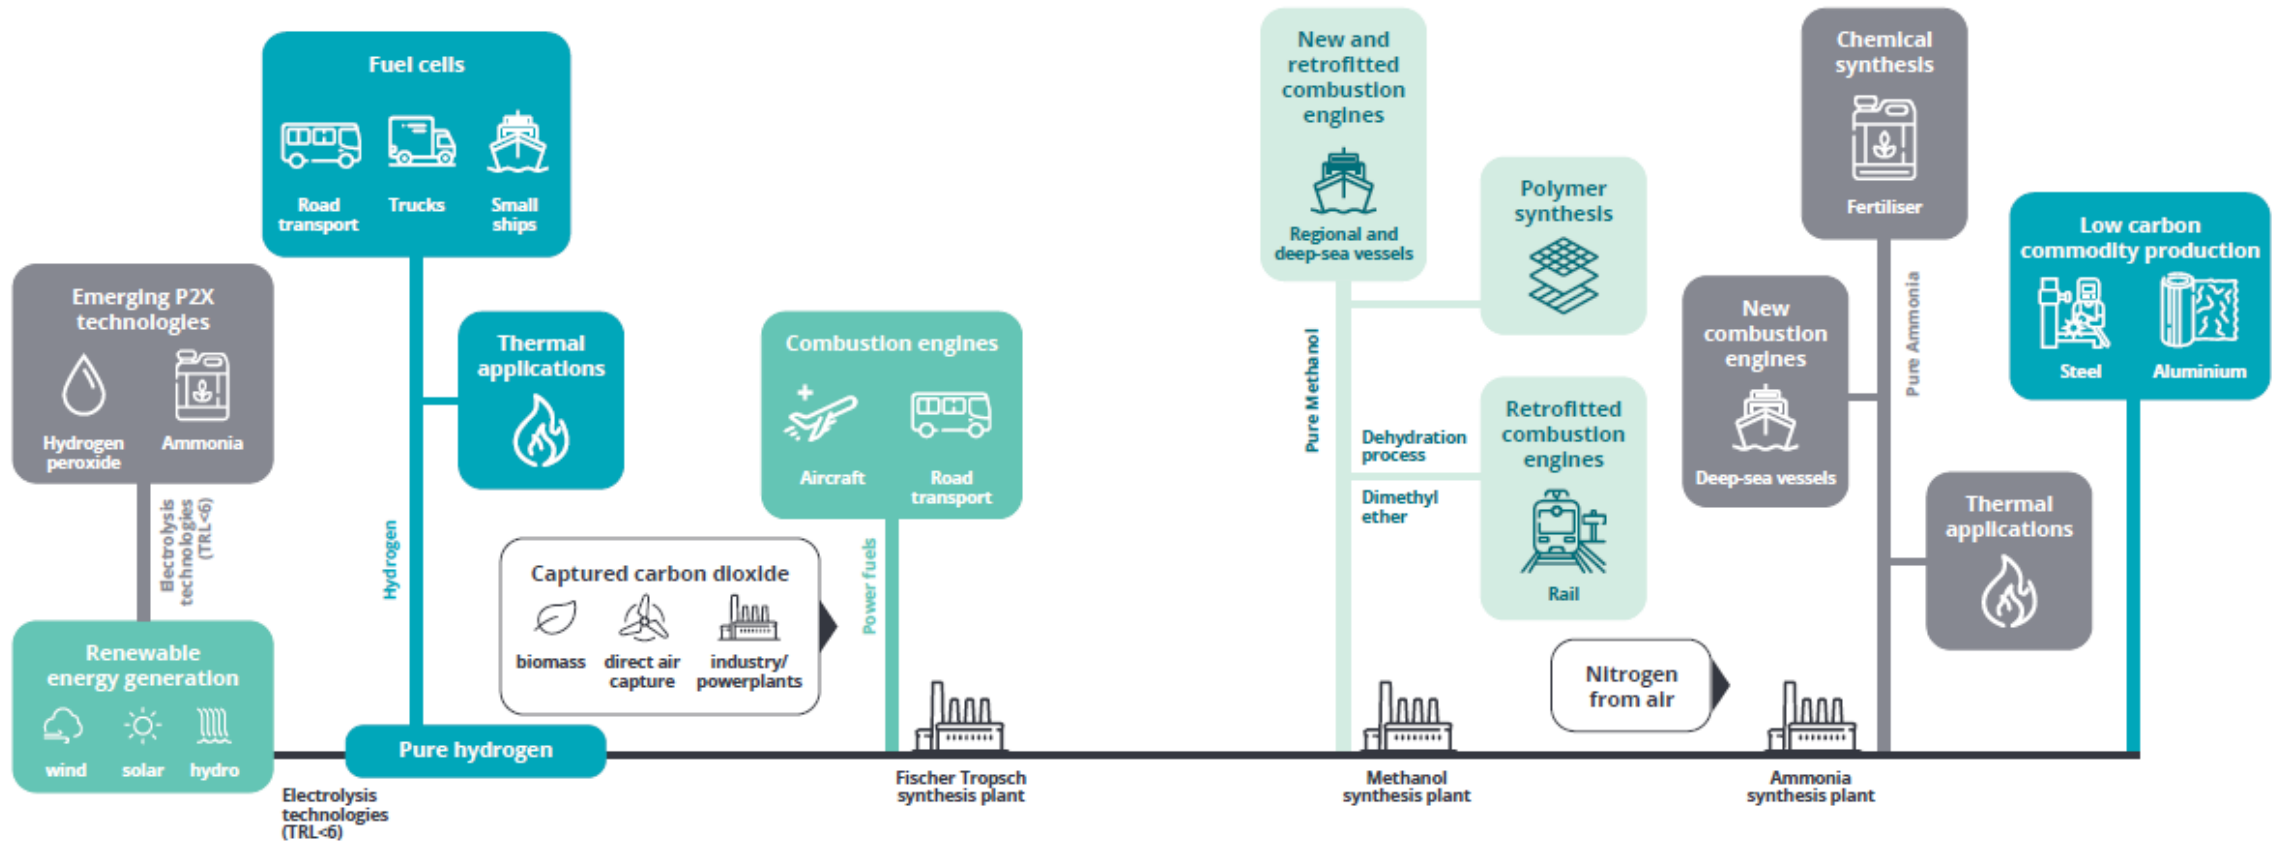 Fuel cells
Road
transport
Trucks
Small
ships
Emerging P2X
technologies
Hydrogen
peroxide
Ammonia
Electrolysis
technologies
(TRL<6)
Renewable
energy generation
wind
solar
hydro
Electrolysis
technologies
(TRL<6)
Pure hydrogen
Hydrogen
Thermal
applications
Captured carbon dioxide
biomass
direct air
capture
industry/
powerplants
Combustion engines
Aircraft
Road
transport
Power fuels
Fischer Tropsch
synthesis plant
New and
retrofitted
combustion
engines
Regional and
deep-sea vessels
Polymer
synthesis
Pure Methanol
Dehydration
process
Dimethyl
ether
Retrofitted
combustion
engines
Rail
Methanol
synthesis plant
Nitrogen
from air
Ammonia
synthesis plant
Chemical
synthesis
Fertiliser
Pure Ammonia
New
combustion
engines
Deep-sea vessels
Thermal
applications
Low carbon
commodity production
Steel
Aluminium